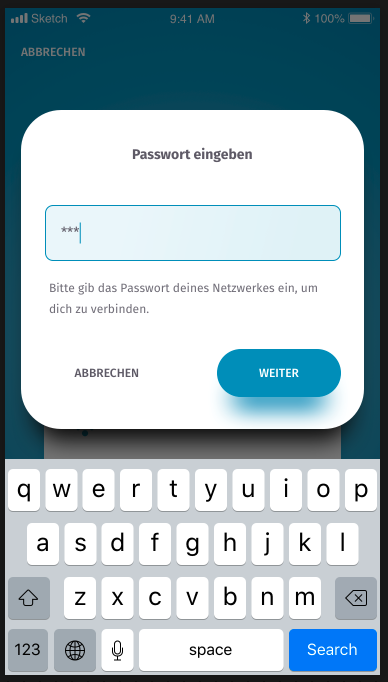 Sketch 9:41 AM 100%
ABBRECHEN
Passwort eingeben
***
Bitte gib das Passwort deines Netzwerkes ein, um
dich zu verbinden.
ABBRECHEN WEITER
q w e r t y u i o p
a s d f g h j k l
z x c v b n m
123 space Search